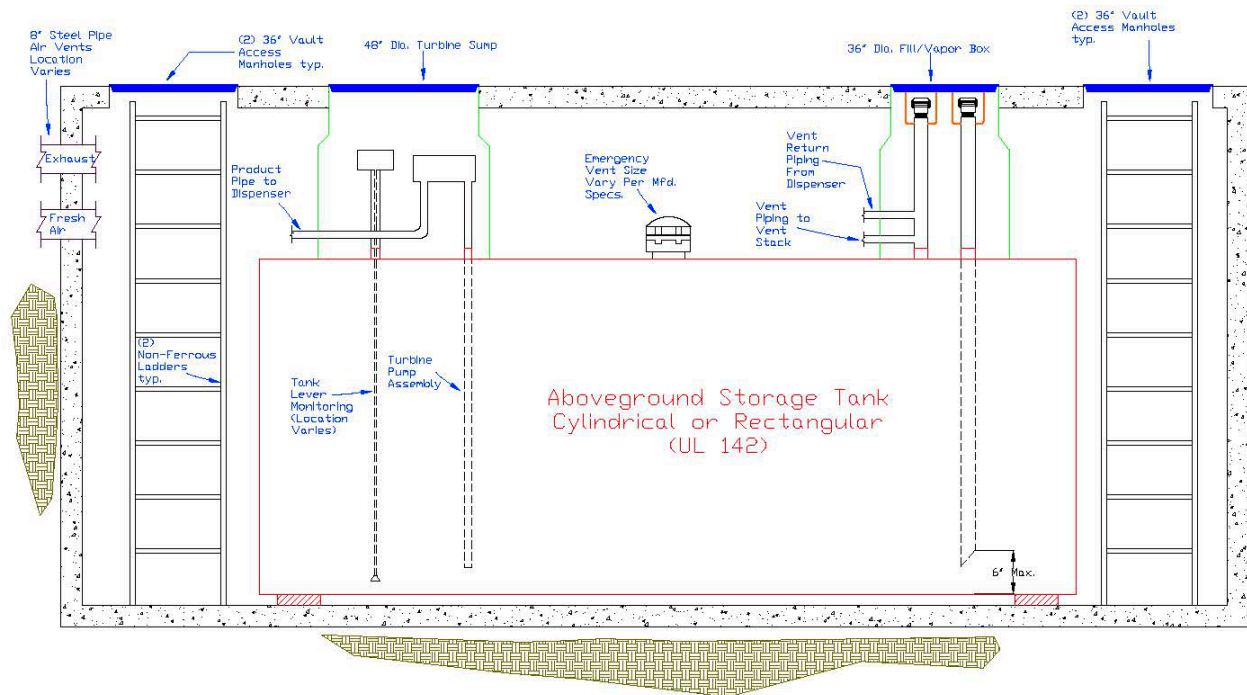 8" Steel Pipe
Air Vents
Location
Varies
(2) 36" Vault
Access
Manholes typ.
48" Dia. Turbine Sump
36" Dia. Fill/Vapor Box
(2) 36" Vault
Access Manholes
typ.
Exhaust
Fresh
Air
Product
Pipe to
Dispenser
Emergency
Vent Size
Vary Per Mfd.
Specs.
Vent
Return
Piping
From
Dispenser
Vent
Piping to
Vent
Stack
(2)
Non-Ferrous
Ladders
typ.
Tank
Lever
Monitoring
(Location
Varies)
Turbine
Pump
Assembly
Aboveground Storage Tank
Cylindrical or Rectangular
(UL 142)
6" Max.